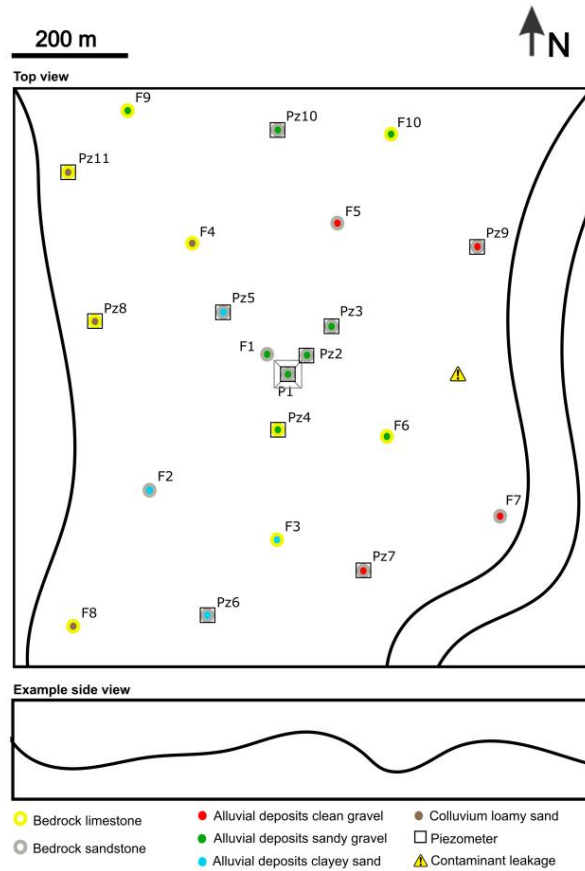 200 m
N
Top view
F9
Pz10
F10
Pz11
F5
F4
Pz9
Pz5
Pz3
Pz8
F1
Pz2
P1
Pz4
F6
F2
F7
F3
Pz7
Pz6
F8
Example side view
Bedrock limestone
Bedrock sandstone
Alluvial deposits clean gravel
Alluvial deposits sandy gravel
Alluvial deposits clayey sand
Colluvium loamy sand
Piezometer
Contaminant leakage